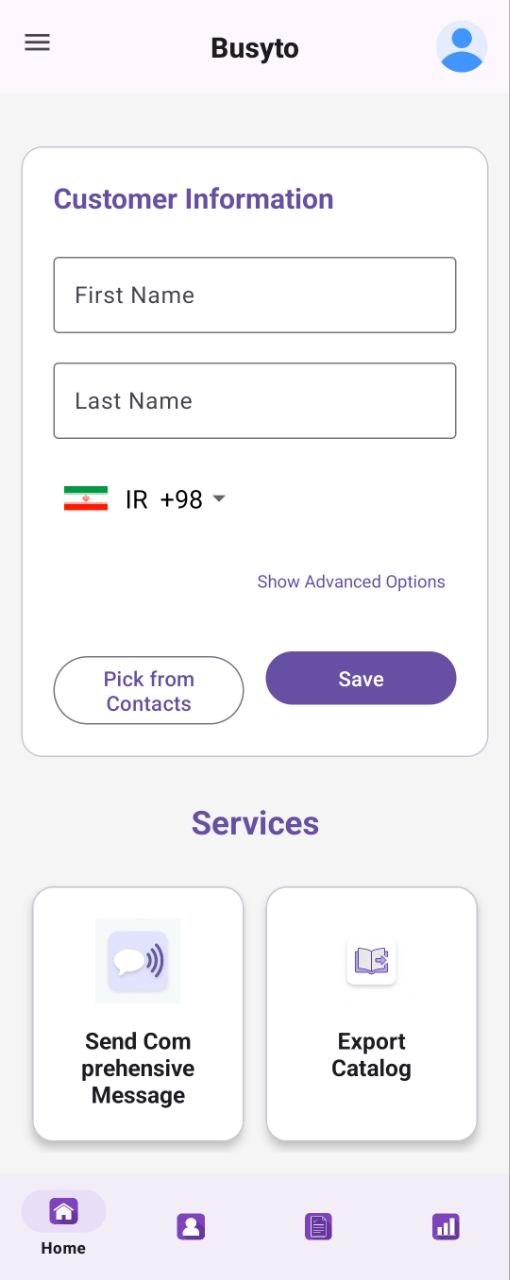 Busyto
Customer Information
First Name
Last Name
IR +98
Show Advanced Options
Pick from
Contacts
Save
Services
Send Com
prehensive
Message
Export
Catalog
Home